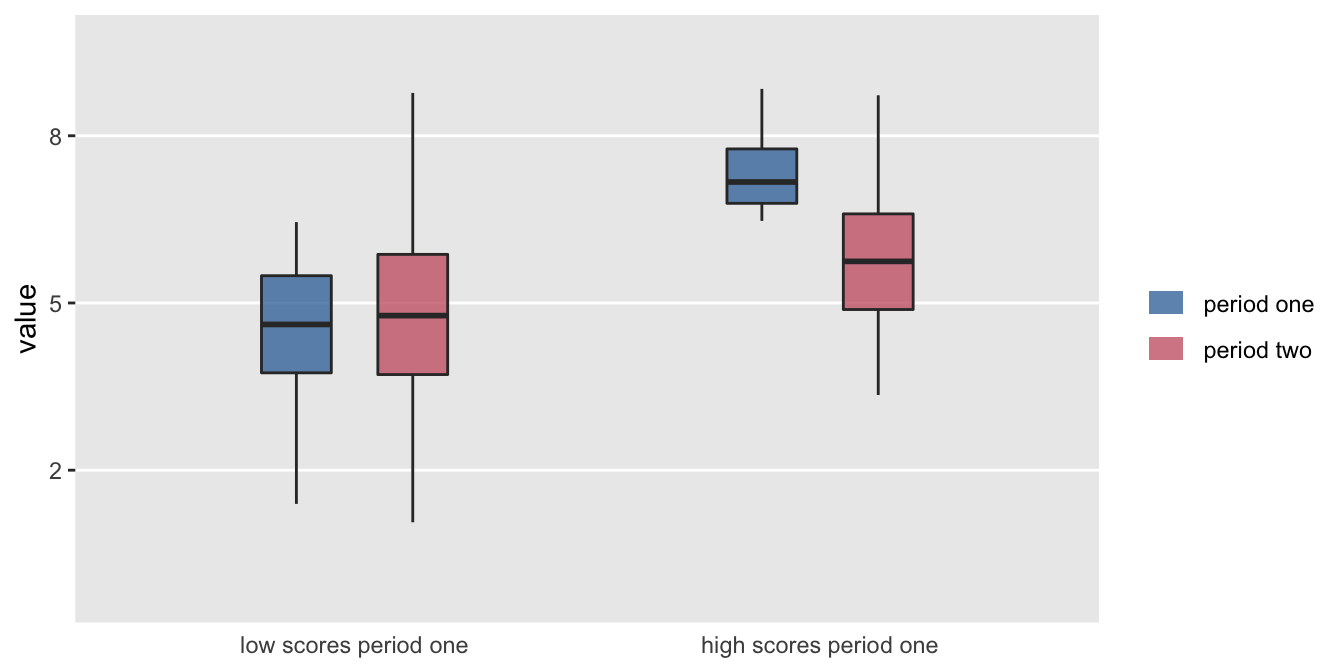 value
8
5
2
low scores period one
high scores period one
period one
period two